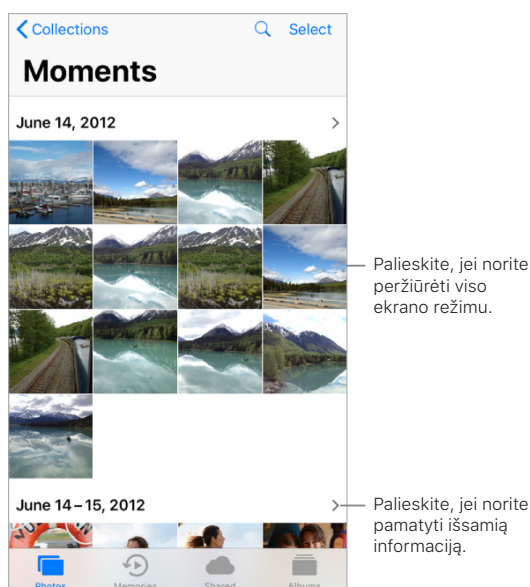 Collections
Select
Moments
June 14, 2012
Palieskite, jei norite
peržiūrėti viso
ekrano režimu.
June 14–15, 2012
Palieskite, jei norite
pamatyti išsamią
informaciją.
Photos
Memories
Shared
Albums